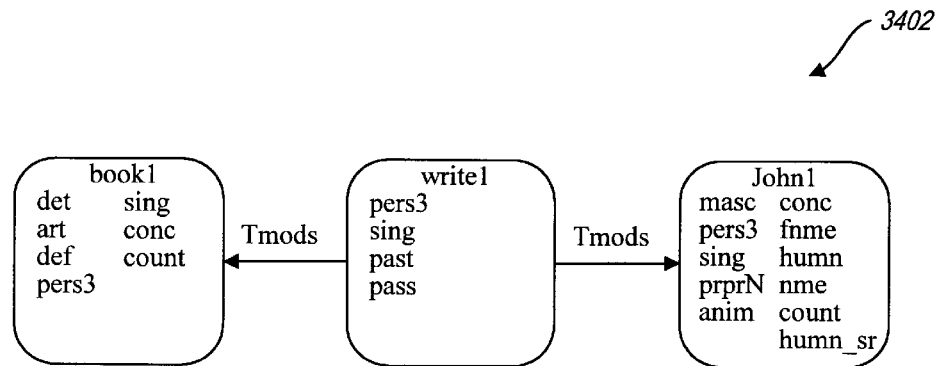 3402
book1
det sing
art conc
def count
pers3
Tmods
write1
pers3
sing
past
pass
Tmods
John1
masc conc
pers3 fnme
sing humn
prprN nme
anim count
humn_sr